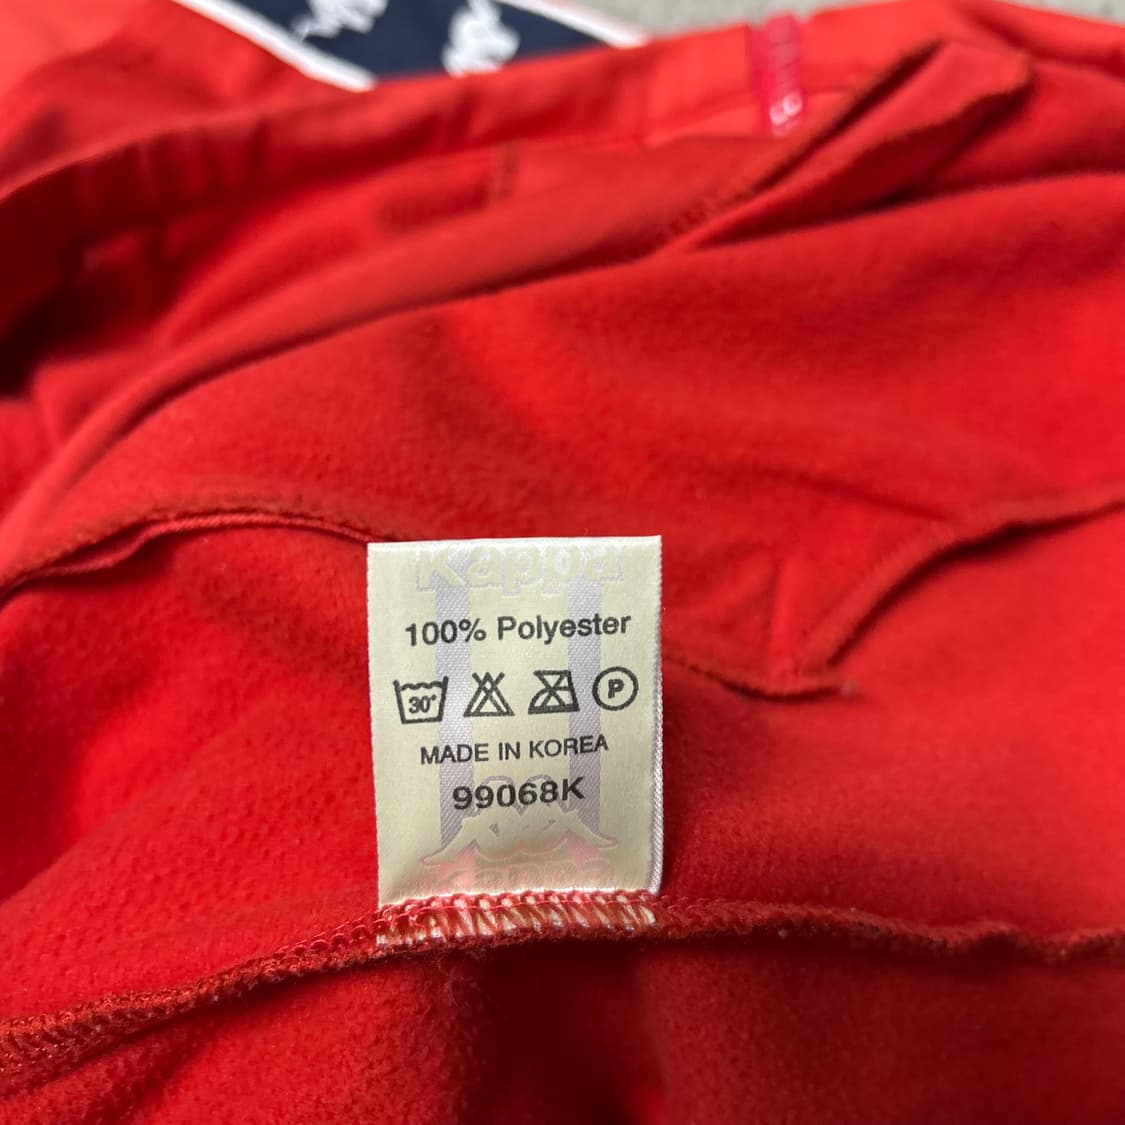 Kappa
100% Polyester
30° P
MADE IN KOREA
99068K
Kappa